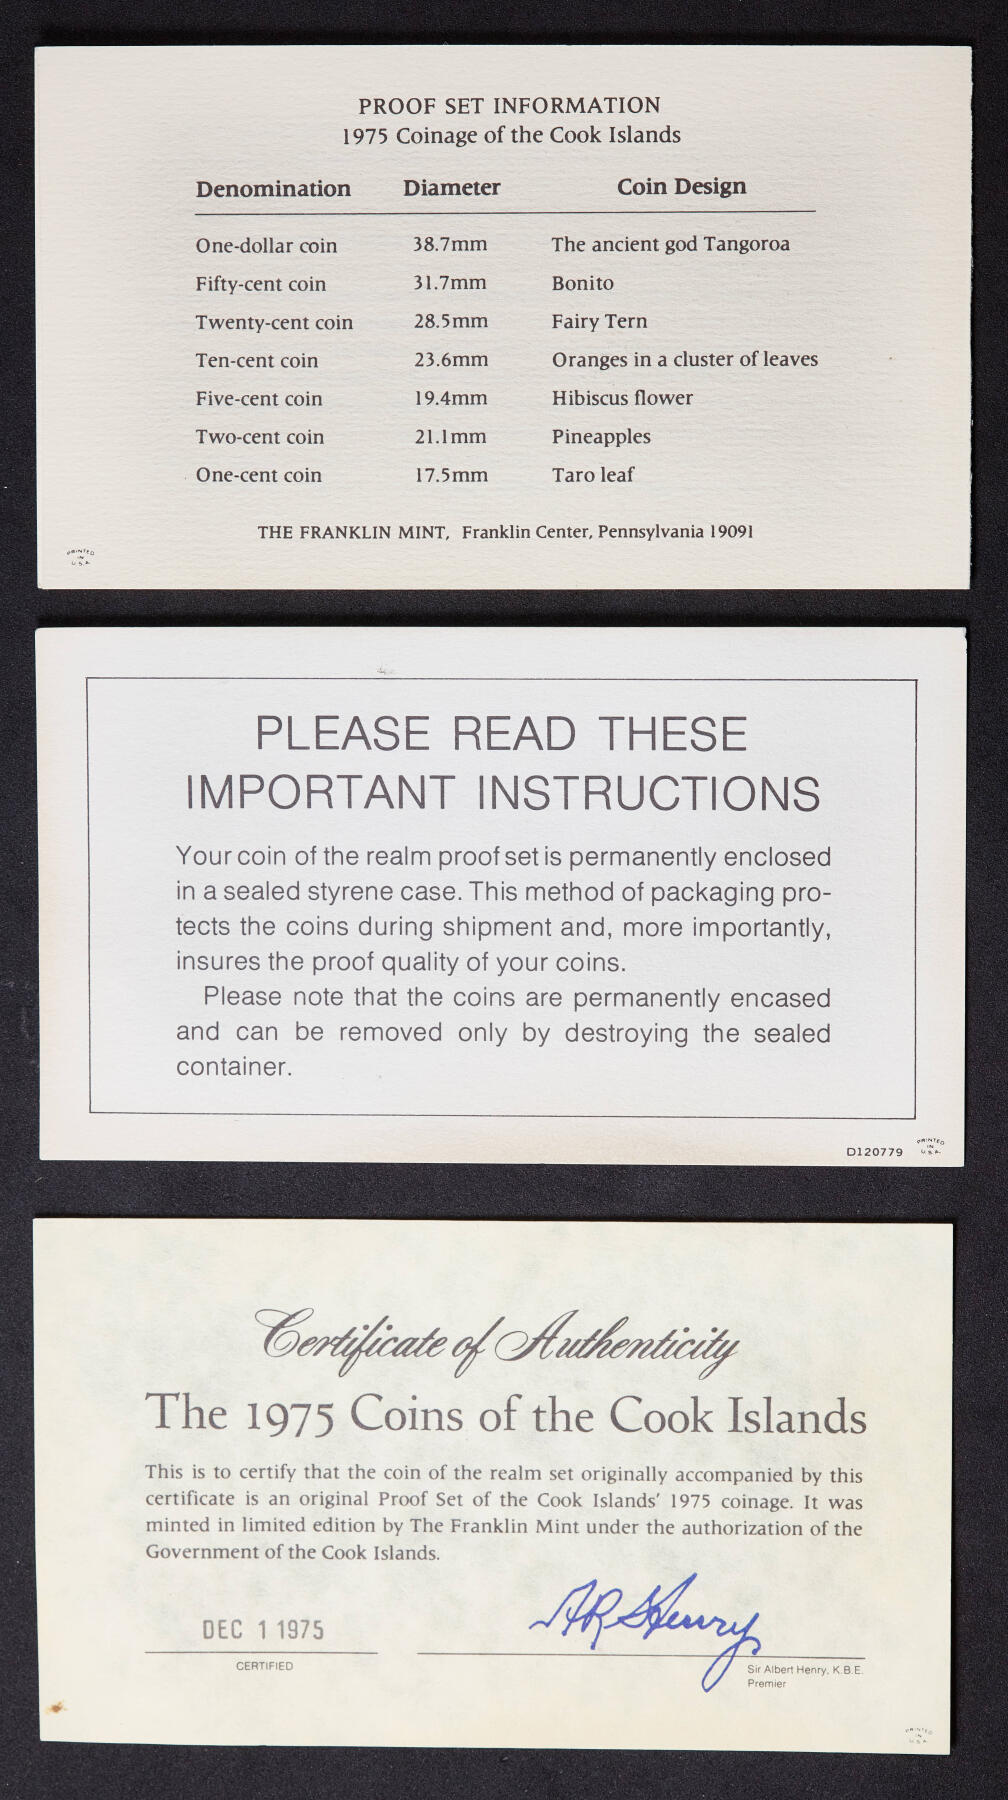 PROOF SET INFORMATION
1975 Coinage of the Cook Islands
Denomination Diameter Coin Design
One-dollar coin 38.7mm The ancient god Tangoroa
Fifty-cent coin 31.7mm Bonito
Twenty-cent coin 28.5mm Fairy Tern
Ten-cent coin 23.6mm Oranges in a cluster of leaves
Five-cent coin 19.4mm Hibiscus flower
Two-cent coin 21.1mm Pineapples
One-cent coin 17.5mm Taro leaf
THE FRANKLIN MINT, Franklin Center, Pennsylvania 19091
PRINTED
IN
U.S.A.
PLEASE READ THESE
IMPORTANT INSTRUCTIONS
Your coin of the realm proof set is permanently enclosed
in a sealed styrene case. This method of packaging pro-
tects the coins during shipment and, more importantly,
insures the proof quality of your coins.
Please note that the coins are permanently encased
and can be removed only by destroying the sealed
container.
D120779
PRINTED
IN
U.S.A.
Certificate of Authenticity
The 1975 Coins of the Cook Islands
This is to certify that the coin of the realm set originally accompanied by this
certificate is an original Proof Set of the Cook Islands' 1975 coinage. It was
minted in limited edition by The Franklin Mint under the authorization of the
Government of the Cook Islands.
DEC 1 1975
CERTIFIED
AR Henry
Sir Albert Henry, K.B.E.
Premier
PRINTED
IN
U.S.A.